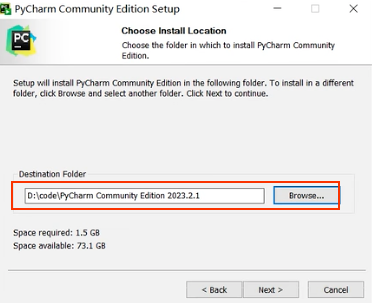 PyCharm Community Edition Setup
PC
Choose Install Location
Choose the folder in which to install PyCharm Community
Edition.
Setup will install PyCharm Community Edition in the following folder. To install in a different
folder, click Browse and select another folder. Click Next to continue.
Destination Folder
D:\code\PyCharm Community Edition 2023.2.1
Browse...
Space required: 1.5 GB
Space available: 73.1 GB
< Back
Next >
Cancel